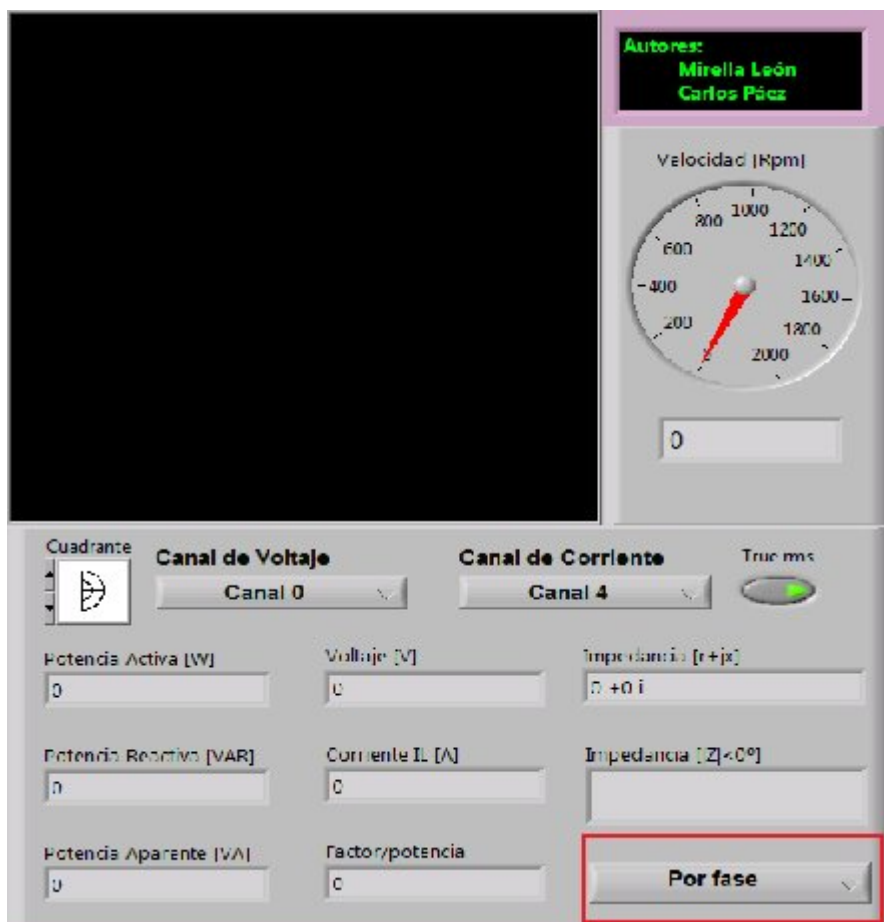 Autores:
Mirella León
Carlos Páez
Velocidad [Rpm]
0
200
400
600
800
1000
1200
1400
1600
1800
2000
0
Cuadrante
Canal de Voltaje
Canal 0
Canal de Corriente
Canal 4
True rms
Potencia Activa [W]
0
Voltaje [V]
0
Impedancia [r+jx]
0 +0 i
Potencia Reactiva [VAR]
0
Corriente IL [A]
0
Impedancia [|Z|<0º]
Potencia Aparente [VA]
0
Factor/potencia
0
Por fase